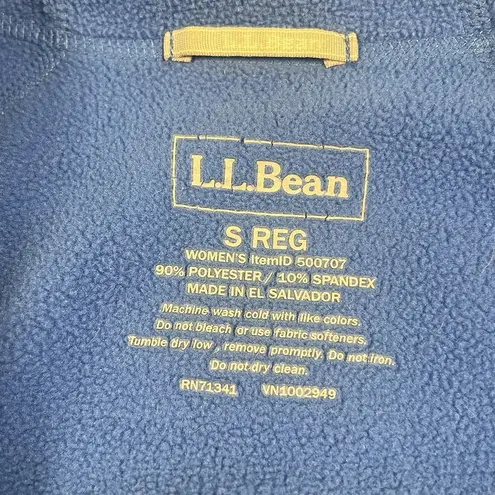 L.L.Bean
L.L.Bean
S REG
WOMEN'S ItemID 500707
90% POLYESTER / 10% SPANDEX
MADE IN EL SALVADOR
Machine wash cold with like colors.
Do not bleach or use fabric softeners.
Tumble dry low , remove promptly. Do not iron.
Do not dry clean.
RN71341 VN1002949